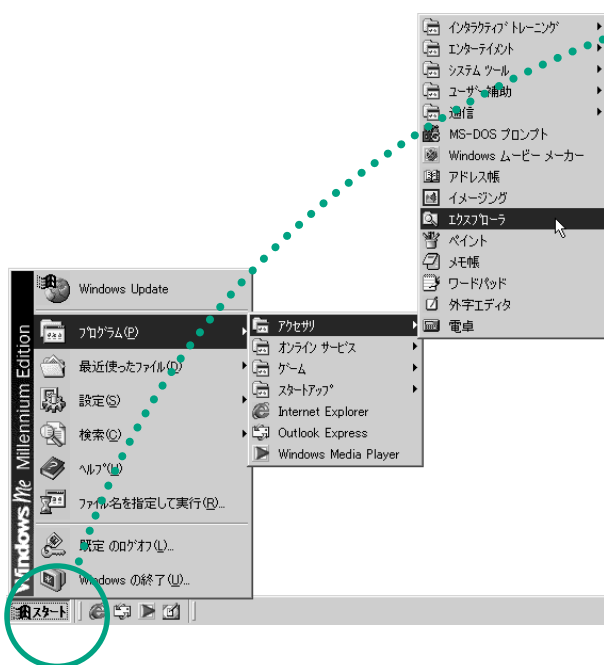 インタラクティブ トレーニング
エンターテイメント
システム ツール
ユーザー補助
通信
MS-DOS プロンプト
Windows ムービー メーカー
アドレス帳
イメージング
エクスプローラ
ペイント
メモ帳
ワードパッド
外字エディタ
電卓
Windows Me Millennium Edition
Windows Update
プログラム(P)
最近使ったファイル(D)
設定(S)
検索(C)
ヘルプ(H)
ファイル名を指定して実行(R)...
既定 のログオフ(L)...
Windows の終了(U)...
アクセサリ
オンライン サービス
ゲーム
スタートアップ
Internet Explorer
Outlook Express
Windows Media Player
スタート